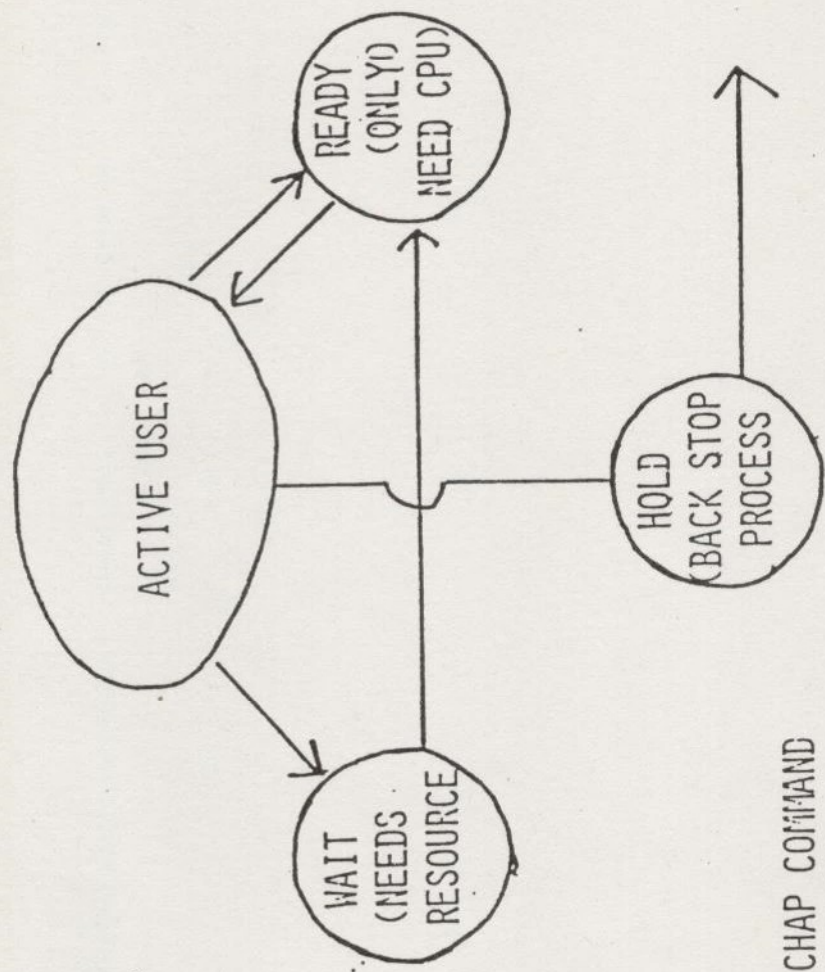 ACTIVE USER
WAIT
(NEEDS
RESOURCE
READY
(ONLY)
NEED CPU)
HOLD
(BACK STOP
PROCESS
CHAP COMMAND